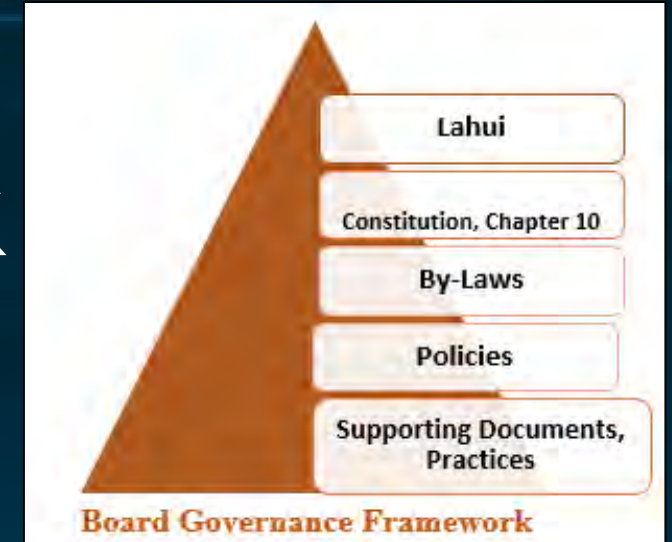 Lahui
Constitution, Chapter 10
By-Laws
Policies
Supporting Documents,
Practices
Board Governance Framework